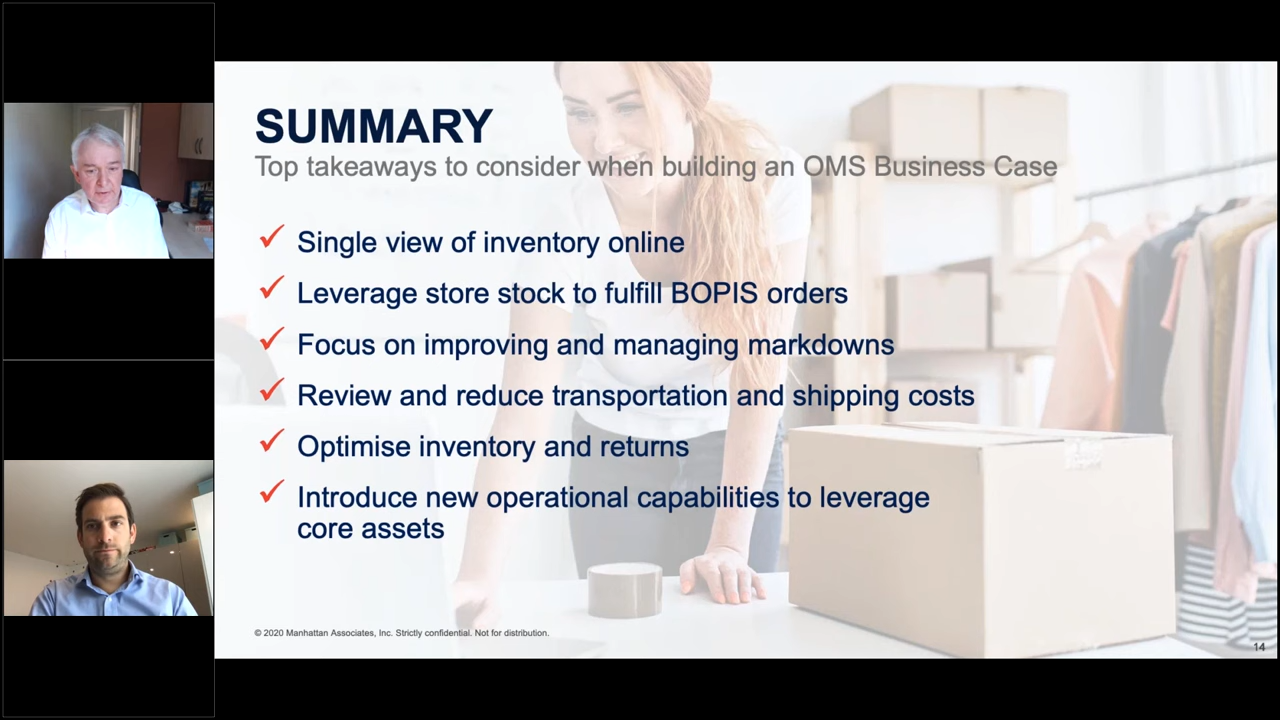 SUMMARY
Top takeaways to consider when building an OMS Business Case
✓ Single view of inventory online
✓ Leverage store stock to fulfill BOPIS orders
✓ Focus on improving and managing markdowns
✓ Review and reduce transportation and shipping costs
✓ Optimise inventory and returns
✓ Introduce new operational capabilities to leverage
core assets
© 2020 Manhattan Associates, Inc. Strictly confidential. Not for distribution.
14